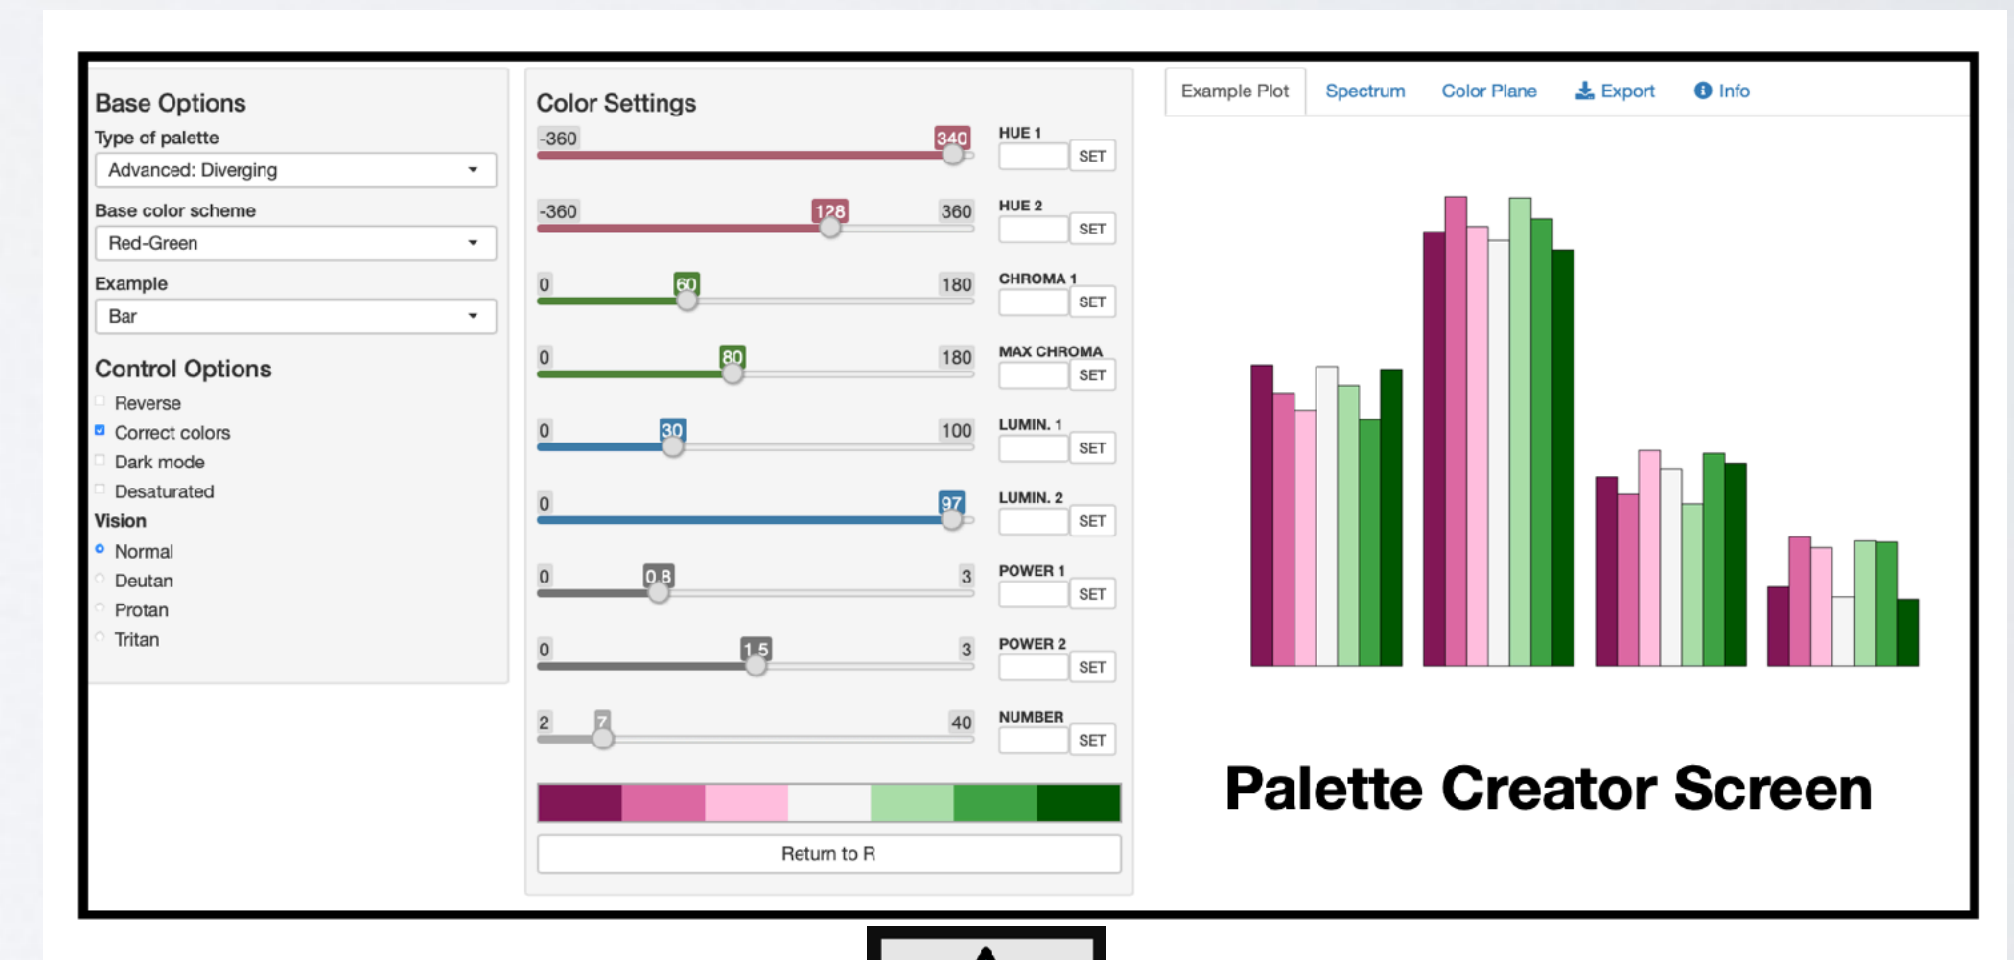 Base Options
Type of palette
Advanced: Diverging
Base color scheme
Red-Green
Example
Bar
Control Options
Reverse
Correct colors
Dark mode
Desaturated
Vision
Normal
Deutan
Protan
Tritan
Color Settings
-360 340 HUE 1
SET
-360 128 360 HUE 2
SET
0 60 180 CHROMA 1
SET
0 80 180 MAX CHROMA
SET
0 30 100 LUMIN. 1
SET
0 97 LUMIN. 2
SET
0 0.8 3 POWER 1
SET
0 1.5 3 POWER 2
SET
2 7 40 NUMBER
SET
Return to R
Example Plot Spectrum Color Plane Export Info
Palette Creator Screen